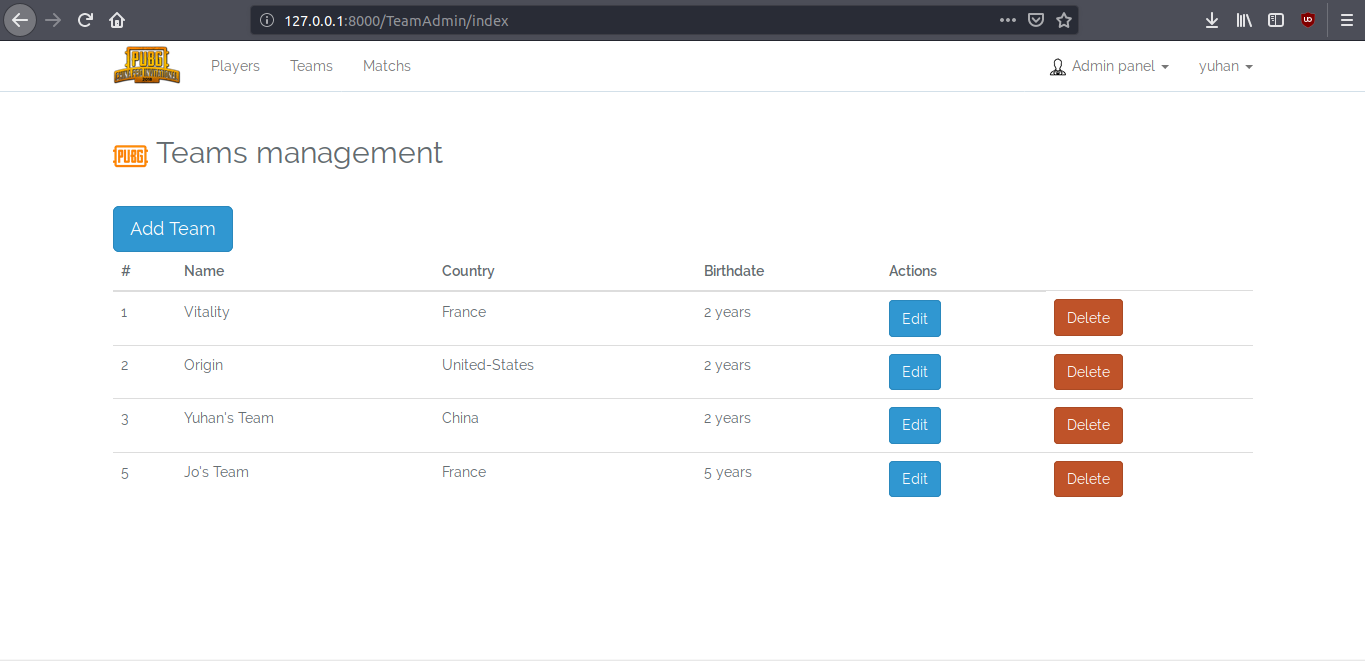 127.0.0.1:8000/TeamAdmin/index
PUBG
Players Teams Matchs Admin panel yuhan
PUBG Teams management
Add Team
# Name Country Birthdate Actions
1 Vitality France 2 years Edit Delete
2 Origin United-States 2 years Edit Delete
3 Yuhan's Team China 2 years Edit Delete
5 Jo's Team France 5 years Edit Delete